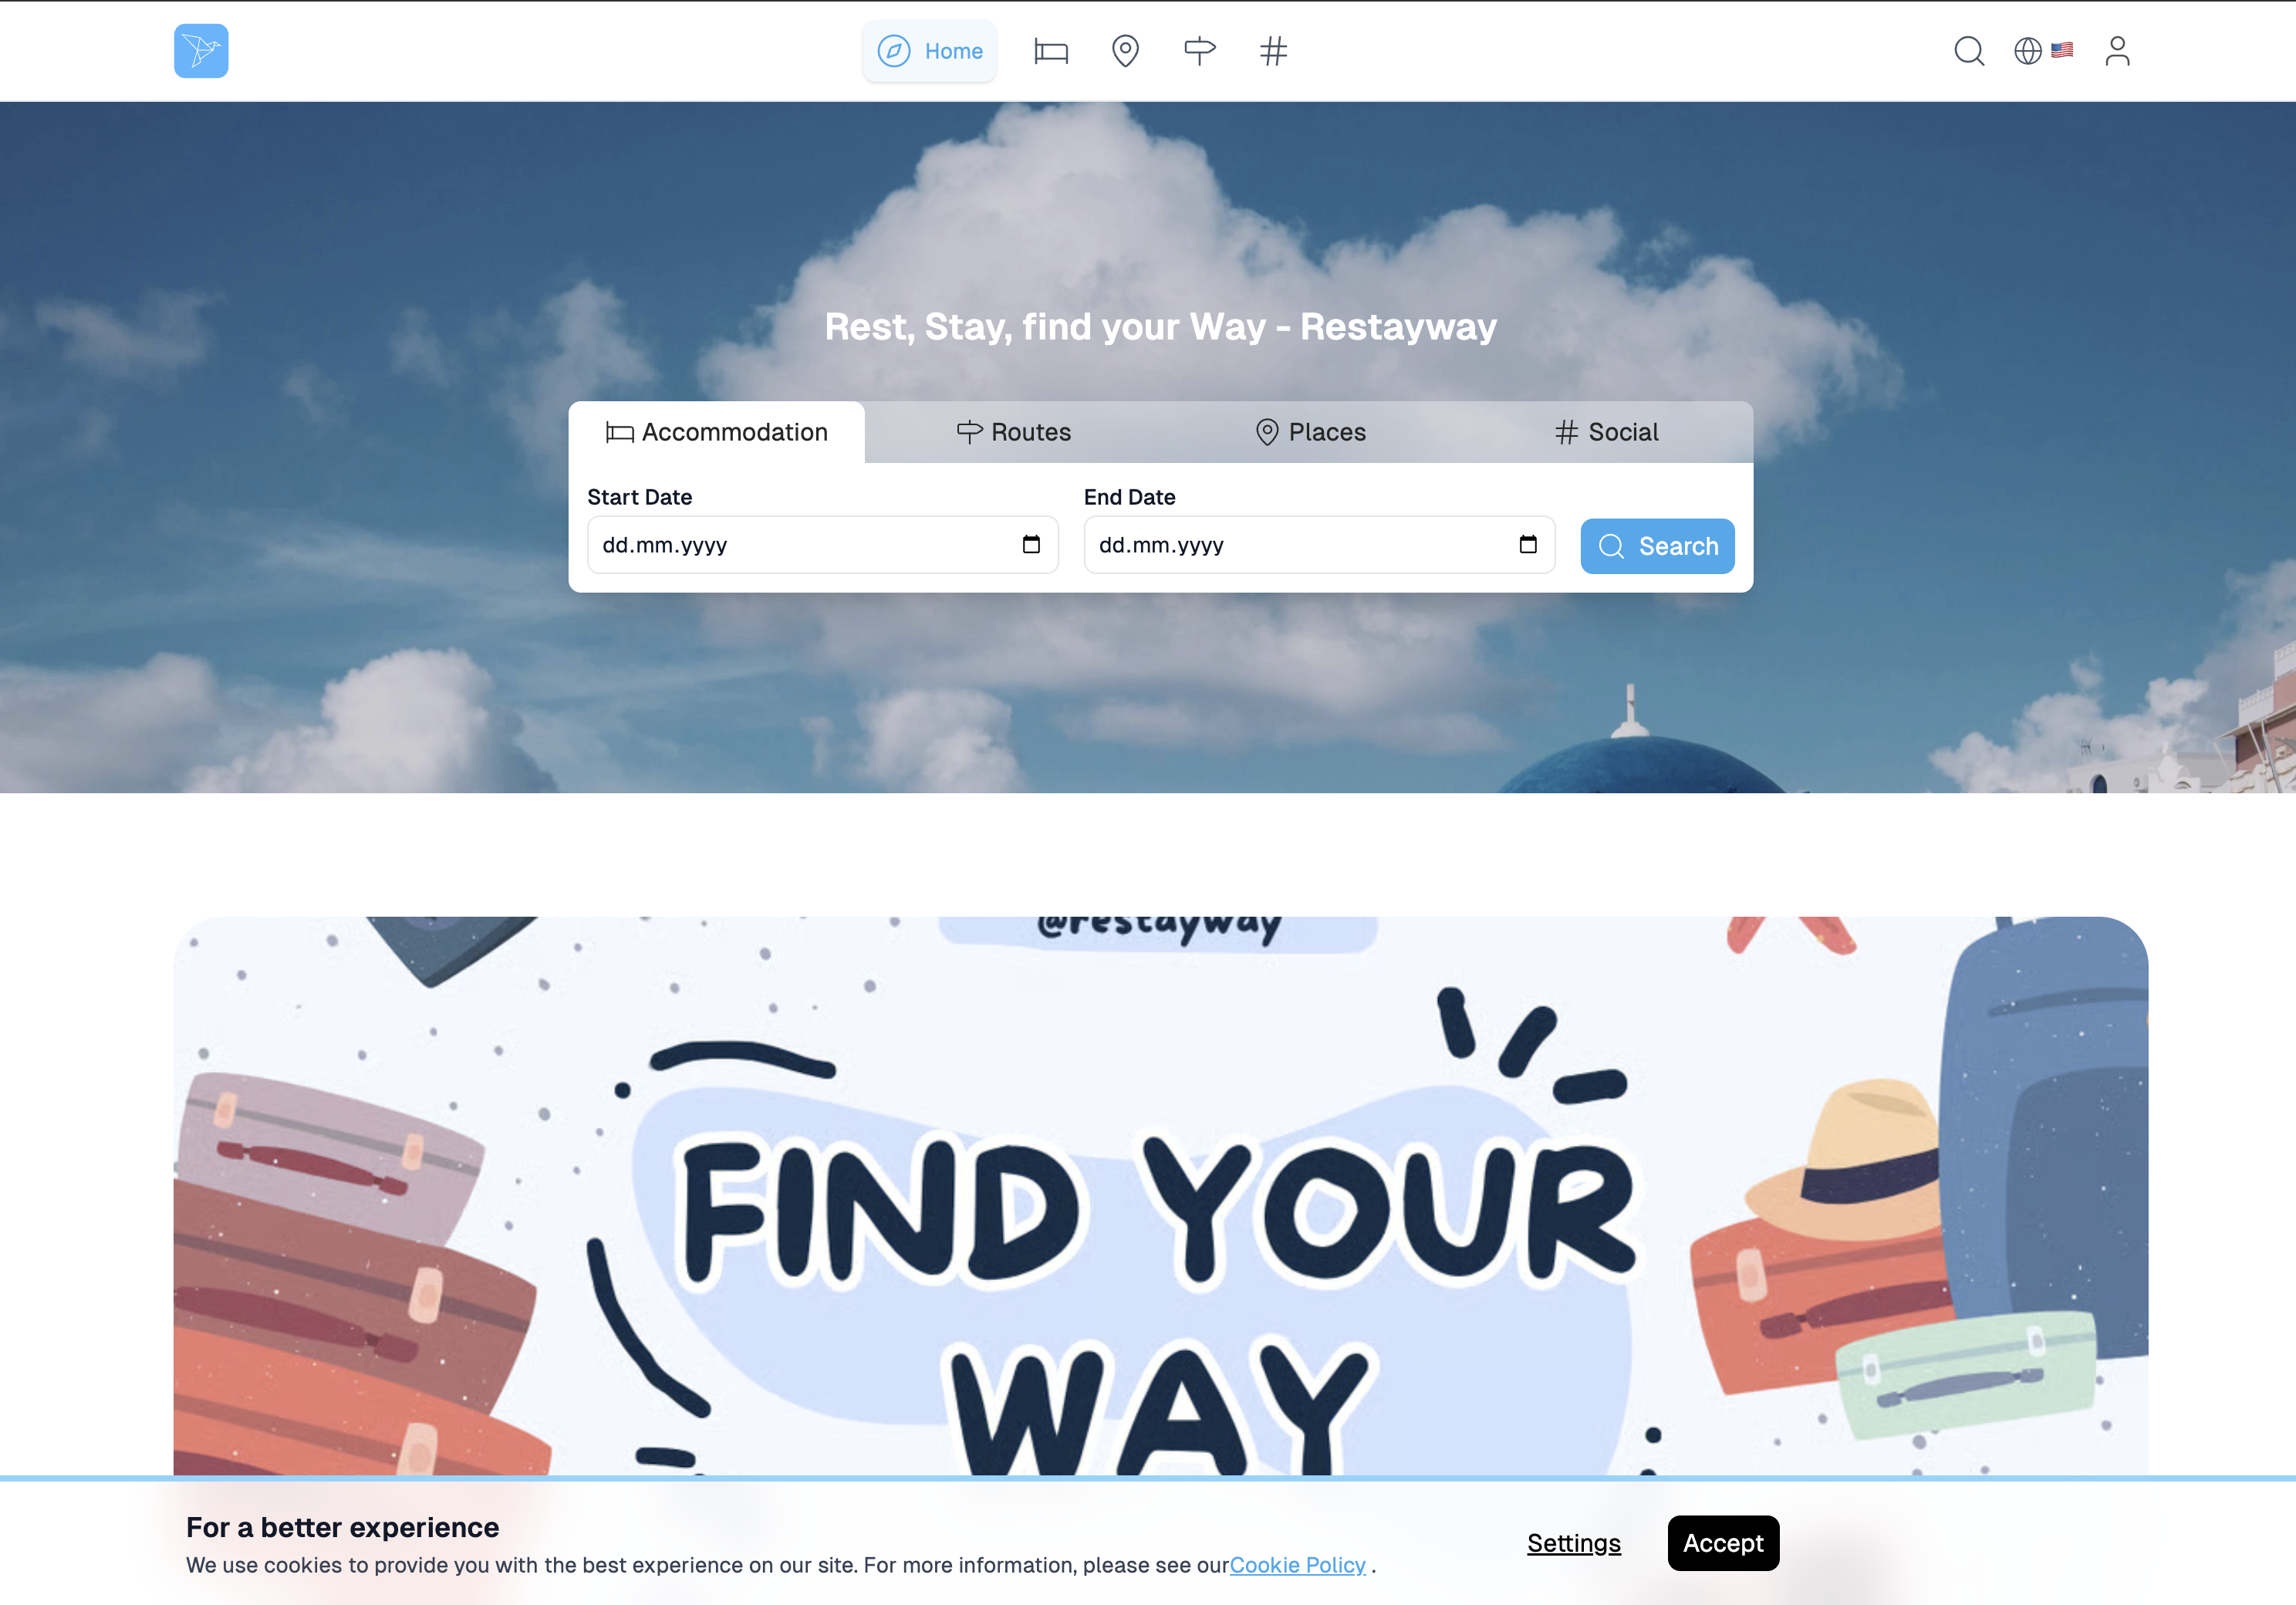 Home
Rest, Stay, find your Way - Restayway
Accommodation
Routes
Places
Social
Start Date
End Date
dd.mm.yyyy
dd.mm.yyyy
Search
@restayway
FIND YOUR
WAY
For a better experience
We use cookies to provide you with the best experience on our site. For more information, please see ourCookie Policy .
Settings
Accept